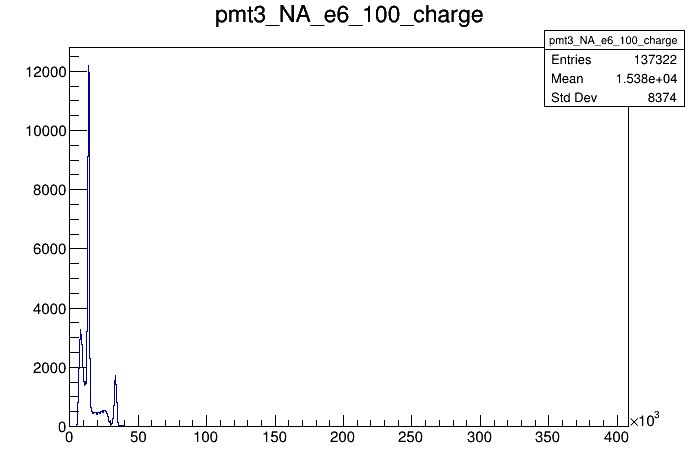 pmt3_NA_e6_100_charge
pmt3_NA_e6_100_charge
Entries 137322
Mean 1.538e+04
Std Dev 8374
12000
10000
8000
6000
4000
2000
0
0 50 100 150 200 250 300 350 400
×10³